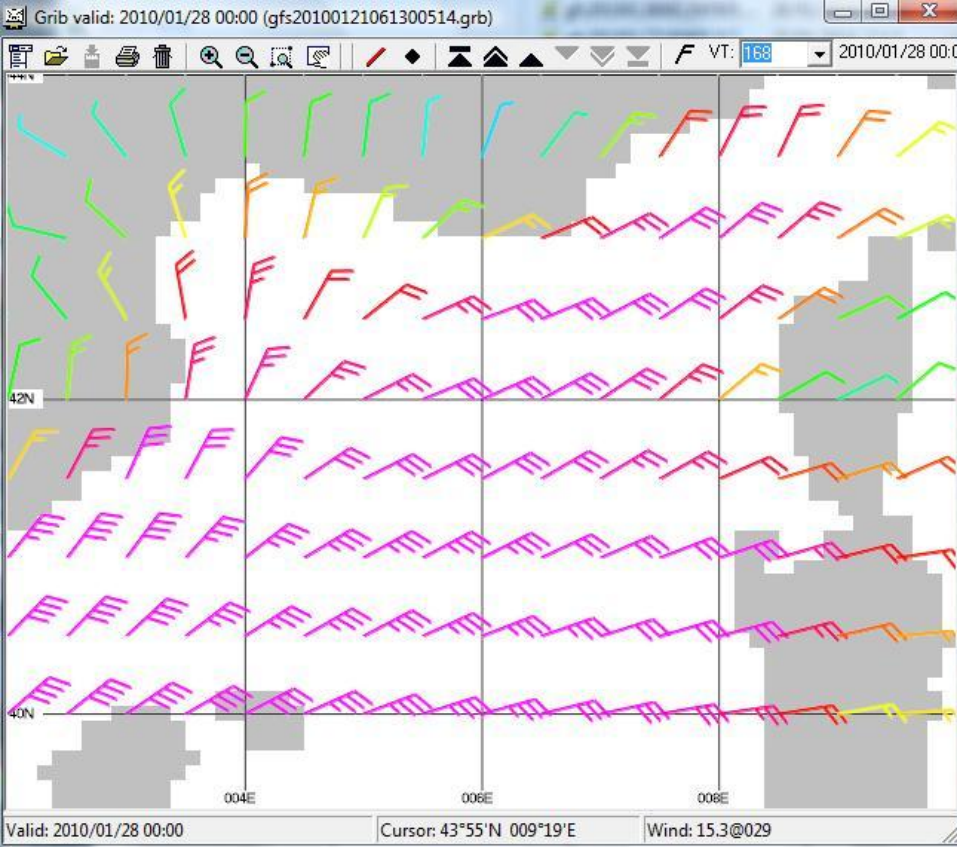 Grib valid: 2010/01/28 00:00 (gfs20100121061300514.grb)
F VT: 168 2010/01/28 00:0
44N
42N
40N
004E 006E 008E
Valid: 2010/01/28 00:00 Cursor: 43°55'N 009°19'E Wind: 15.3@029